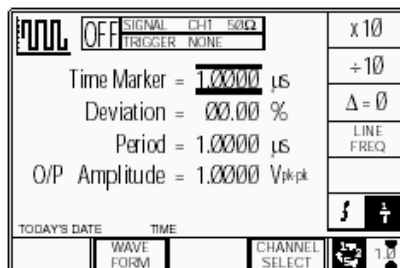 OFF SIGNAL CH1 50Ω
TRIGGER NONE
x10
÷10
Δ = 0
LINE FREQ
Time Marker = 1.0000 µs
Deviation = 00.00 %
Period = 1.0000 µs
O/P Amplitude = 1.0000 Vpk-pk
TODAY'S DATE TIME
WAVE FORM
CHANNEL SELECT
1.0